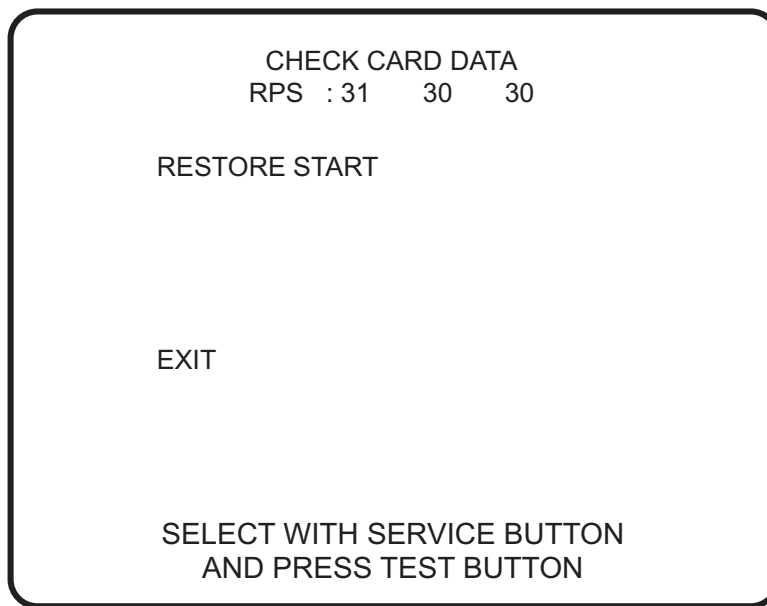 CHECK CARD DATA
RPS : 31 30 30
RESTORE START
EXIT
SELECT WITH SERVICE BUTTON
AND PRESS TEST BUTTON